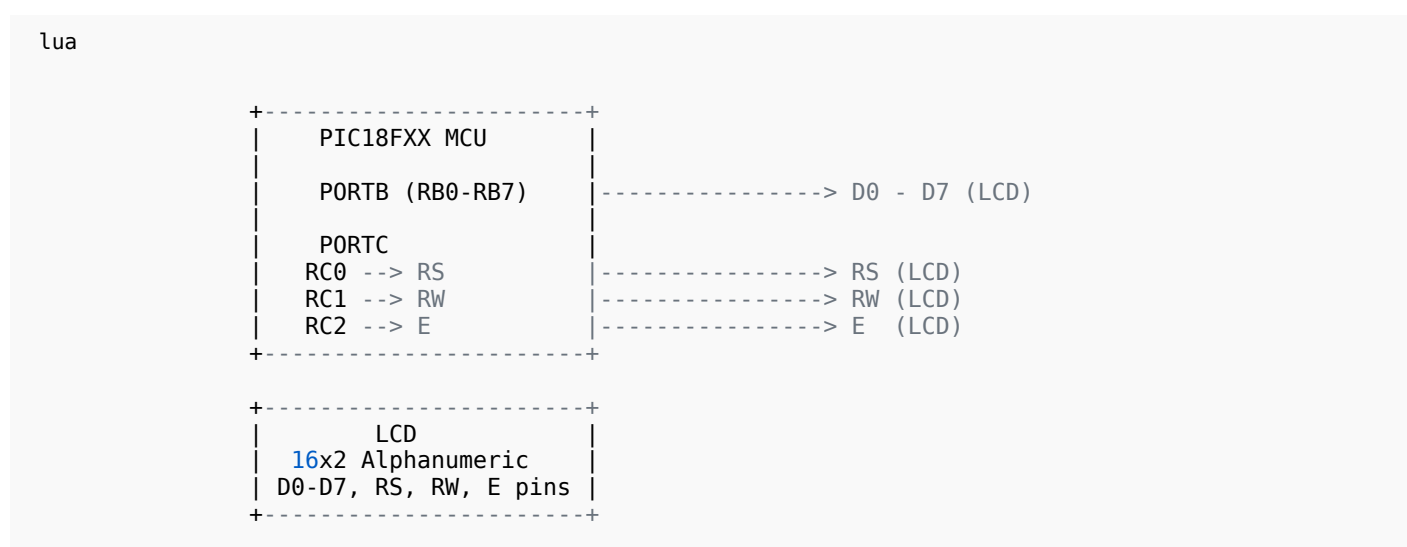 lua
+-----------------------+
| PIC18FXX MCU |
| |
| PORTB (RB0-RB7) |----------------> D0 - D7 (LCD)
| |
| PORTC |
| RC0 --> RS |----------------> RS (LCD)
| RC1 --> RW |----------------> RW (LCD)
| RC2 --> E |----------------> E (LCD)
+-----------------------+
+-----------------------+
| LCD |
| 16x2 Alphanumeric |
| D0-D7, RS, RW, E pins |
+-----------------------+